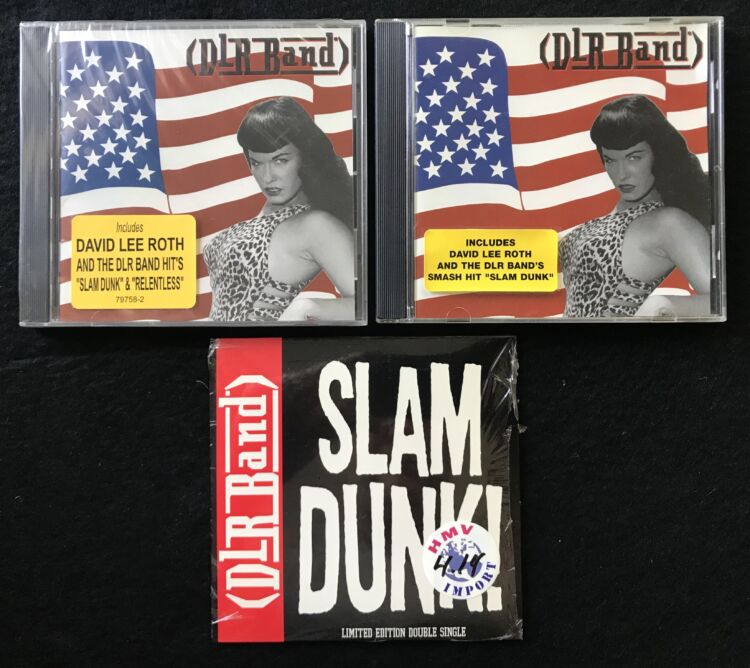 (DLR Band)
Includes
DAVID LEE ROTH
AND THE DLR BAND HIT'S
"SLAM DUNK" & "RELENTLESS"
79758-2
(DLR Band)
INCLUDES
DAVID LEE ROTH
AND THE DLR BAND'S
SMASH HIT "SLAM DUNK"
(DLR Band)
SLAM
DUNK!
HMV
4.19
IMPORT
LIMITED EDITION DOUBLE SINGLE